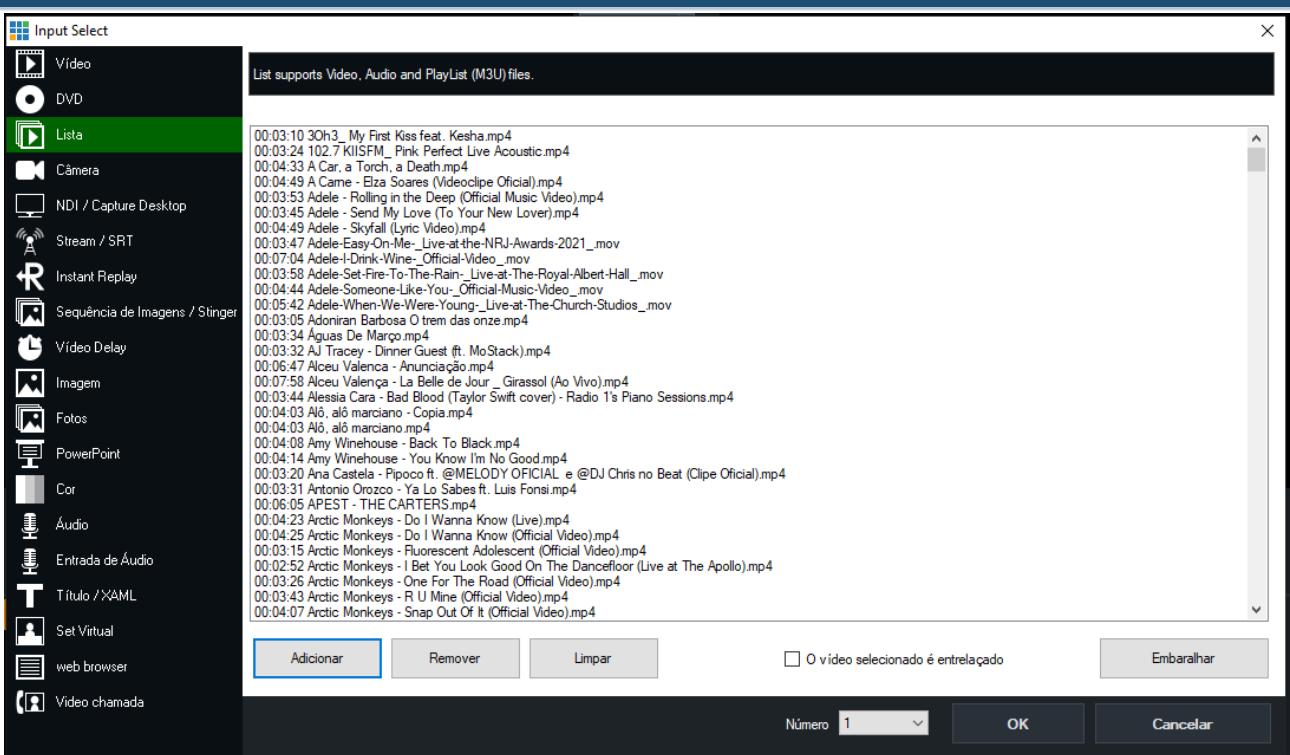 Input Select
Vídeo
DVD
Lista
Câmera
NDI / Capture Desktop
Stream / SRT
Instant Replay
Sequência de Imagens / Stinger
Vídeo Delay
Imagem
Fotos
PowerPoint
Cor
Áudio
Entrada de Áudio
Título / XAML
Set Virtual
web browser
Video chamada
List supports Video, Audio and PlayList (M3U) files.
00:03:10 3Oh3_ My First Kiss feat. Kesha.mp4
00:03:24 102.7 KIISFM_ Pink Perfect Live Acoustic.mp4
00:04:33 A Car, a Torch, a Death.mp4
00:04:49 A Carne - Elza Soares (Videoclipe Oficial).mp4
00:03:53 Adele - Rolling in the Deep (Official Music Video).mp4
00:03:45 Adele - Send My Love (To Your New Lover).mp4
00:04:49 Adele - Skyfall (Lyric Video).mp4
00:03:47 Adele-Easy-On-Me-_Live-at-the-NRJ-Awards-2021_.mov
00:07:04 Adele-I-Drink-Wine-_Official-Video_.mov
00:03:58 Adele-Set-Fire-To-The-Rain-_Live-at-The-Royal-Albert-Hall_.mov
00:04:44 Adele-Someone-Like-You-_Official-Music-Video_.mov
00:05:42 Adele-When-We-Were-Young-_Live-at-The-Church-Studios_.mov
00:03:05 Adoniran Barbosa O trem das onze.mp4
00:03:34 Águas De Março.mp4
00:03:32 AJ Tracey - Dinner Guest (ft. MoStack).mp4
00:06:47 Alceu Valenca - Anunciação.mp4
00:07:58 Alceu Valença - La Belle de Jour _ Girassol (Ao Vivo).mp4
00:03:44 Alessia Cara - Bad Blood (Taylor Swift cover) - Radio 1's Piano Sessions.mp4
00:04:03 Alô, alô marciano - Copia.mp4
00:04:03 Alô, alô marciano.mp4
00:04:08 Amy Winehouse - Back To Black.mp4
00:04:14 Amy Winehouse - You Know I'm No Good.mp4
00:03:20 Ana Castela - Pipoco ft. @MELODY OFICIAL  e @DJ Chris no Beat (Clipe Oficial).mp4
00:03:31 Antonio Orozco - Ya Lo Sabes ft. Luis Fonsi.mp4
00:06:05 APEST - THE CARTERS.mp4
00:04:23 Arctic Monkeys - Do I Wanna Know (Live).mp4
00:04:25 Arctic Monkeys - Do I Wanna Know (Official Video).mp4
00:03:15 Arctic Monkeys - Fluorescent Adolescent (Official Video).mp4
00:02:52 Arctic Monkeys - I Bet You Look Good On The Dancefloor (Live at The Apollo).mp4
00:03:26 Arctic Monkeys - One For The Road (Official Video).mp4
00:03:43 Arctic Monkeys - R U Mine (Official Video).mp4
00:04:07 Arctic Monkeys - Snap Out Of It (Official Video).mp4
Adicionar
Remover
Limpar
O vídeo selecionado é entrelaçado
Embaralhar
Número 1
OK
Cancelar